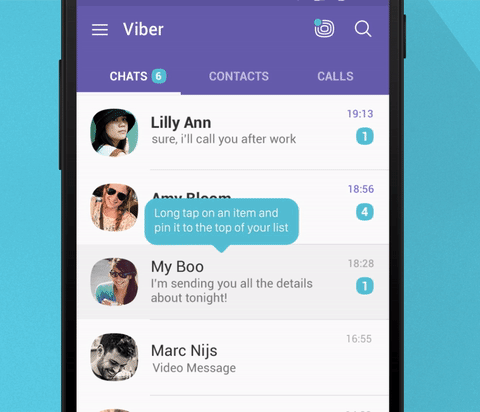 Viber
CHATS 6
CONTACTS
CALLS
Lilly Ann
19:13
sure, i'll call you after work
1
Amy Bloom
18:56
4
Long tap on an item and
pin it to the top of your list
My Boo
18:28
I'm sending you all the details
about tonight!
1
Marc Nijs
16:55
Video Message